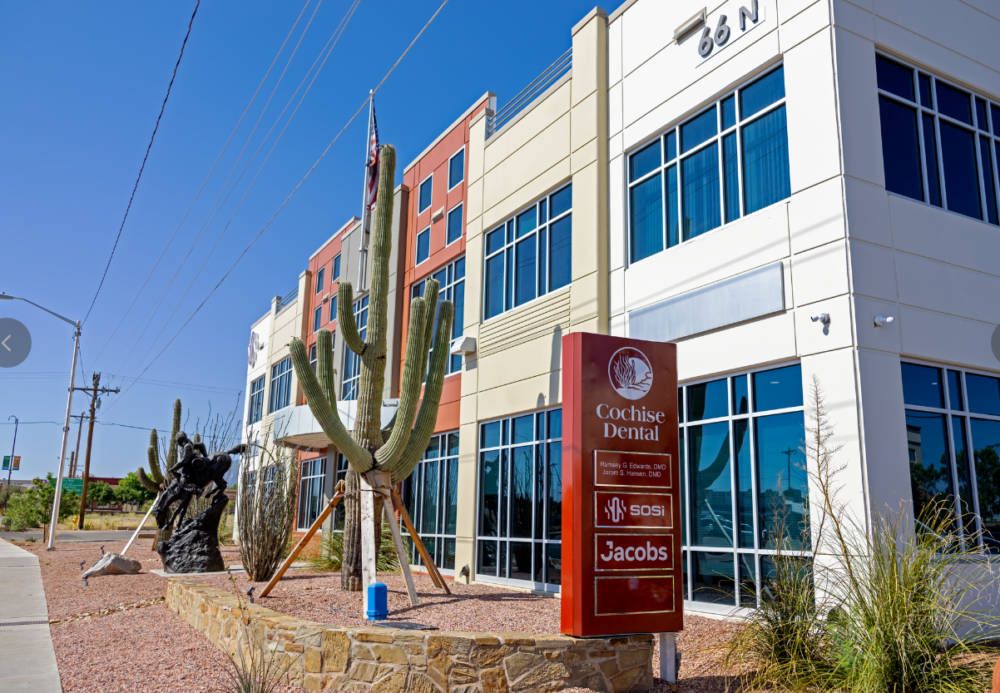 66 N
Cochise
Dental
Ramsey G. Edwards, DMD
Jarom S. Hansen, DMD
SOSi
Jacobs